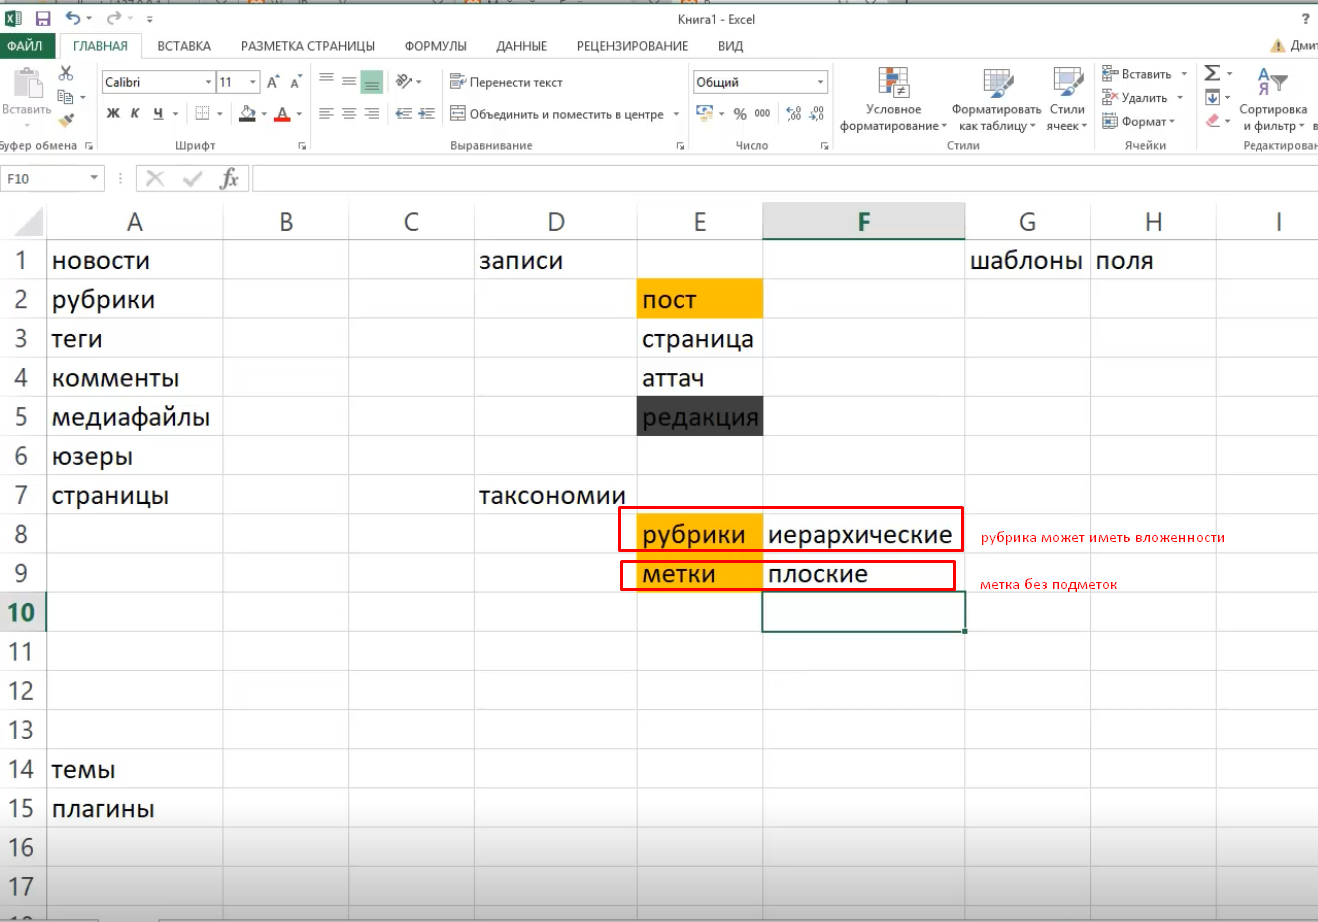 Книга1 - Excel
?
ФАЙЛ ГЛАВНАЯ ВСТАВКА РАЗМЕТКА СТРАНИЦЫ ФОРМУЛЫ ДАННЫЕ РЕЦЕНЗИРОВАНИЕ ВИД Дми
Вставить
Calibri 11
Ж К Ч
Перенести текст
Объединить и поместить в центре
Общий
% 000
Условное форматирование
Форматировать как таблицу
Стили ячеек
Вставить
Удалить
Формат
Сортировка
и фильтр
буфер обмена Шрифт Выравнивание Число Стили Ячейки Редактирован
F10 fx
A B C D E F G H I
1 новости записи шаблоны поля
2 рубрики пост
3 теги страница
4 комменты аттач
5 медиафайлы редакция
6 юзеры
7 страницы таксономии
8 рубрики иерархические рубрика может иметь вложенности
9 метки плоские метка без подметок
10
11
12
13
14 темы
15 плагины
16
17